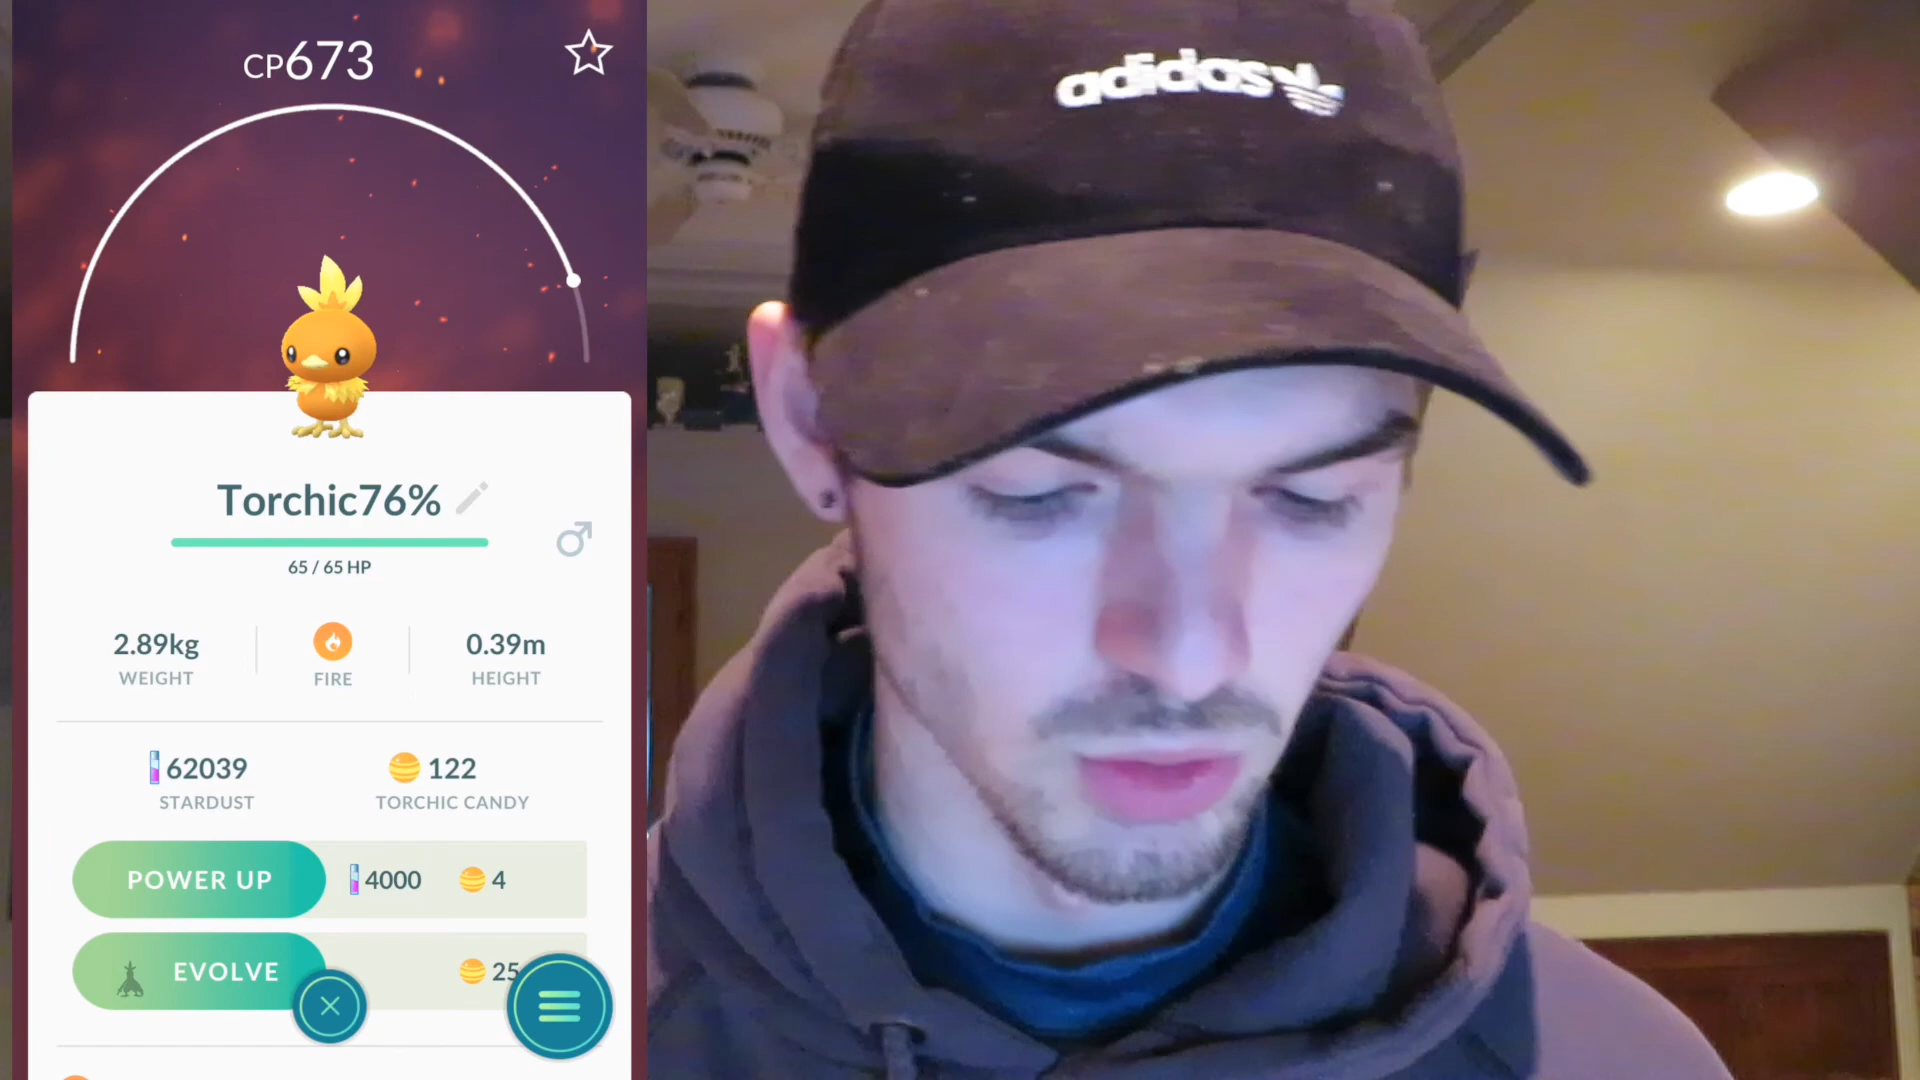 CP673
Torchic76%
65 / 65 HP
2.89kg
WEIGHT
FIRE
0.39m
HEIGHT
62039
STARDUST
122
TORCHIC CANDY
POWER UP
4000
4
EVOLVE
25
adidas